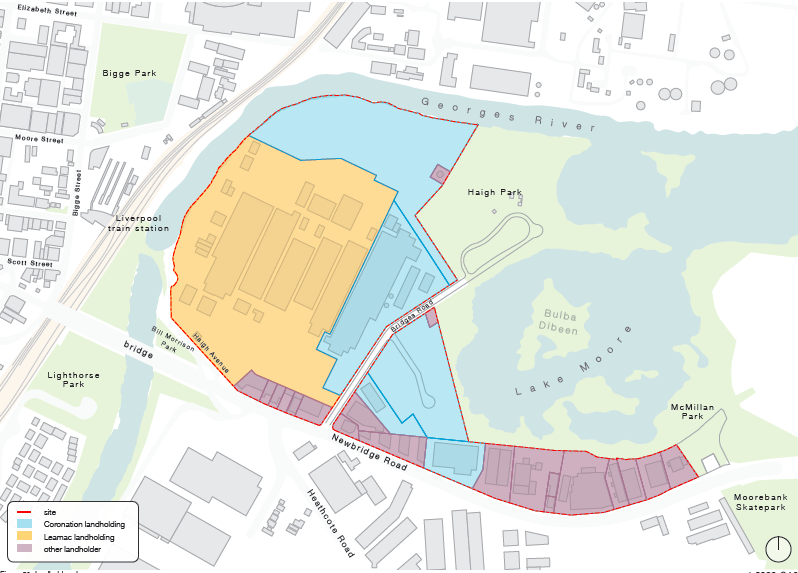 Elizabeth Street
Bigge Park
Georges River
Moore Street
Bigge Street
Haigh Park
Liverpool
train station
Scott Street
Bridges Road
Bulba
Dibeen
Lake Moore
Bill Morrison
Park
Haigh Avenue
bridge
Lighthorse
Park
McMillan
Park
Newbridge Road
Heathcote Road
Moorebank
Skatepark
site
Coronation landholding
Leamac landholding
other landholder